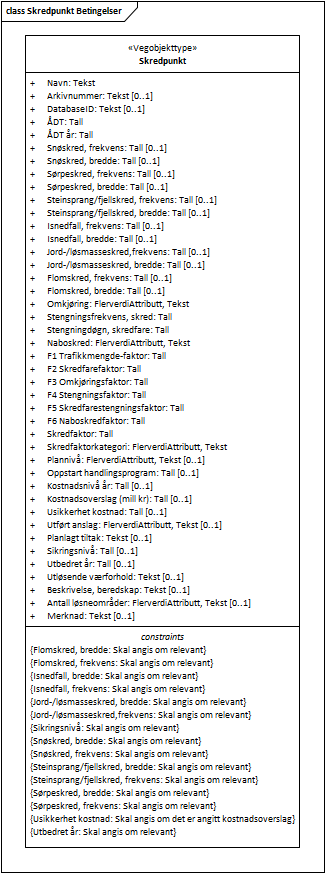 class Skredpunkt Betingelser
«Vegobjekttype»
Skredpunkt
+ Navn: Tekst
+ Arkivnummer: Tekst [0..1]
+ DatabaseID: Tekst [0..1]
+ ÅDT: Tall
+ ÅDT år: Tall
+ Snøskred, frekvens: Tall [0..1]
+ Snøskred, bredde: Tall [0..1]
+ Sørpeskred, frekvens: Tall [0..1]
+ Sørpeskred, bredde: Tall [0..1]
+ Steinsprang/fjellskred, frekvens: Tall [0..1]
+ Steinsprang/fjellskred, bredde: Tall [0..1]
+ Isnedfall, frekvens: Tall [0..1]
+ Isnedfall, bredde: Tall [0..1]
+ Jord-/løsmasseskred,frekvens: Tall [0..1]
+ Jord-/løsmasseskred, bredde: Tall [0..1]
+ Flomskred, frekvens: Tall [0..1]
+ Flomskred, bredde: Tall [0..1]
+ Omkjøring: FlerverdiAttributt, Tekst
+ Stengningsfrekvens, skred: Tall
+ Stengningdøgn, skredfare: Tall
+ Naboskred: FlerverdiAttributt, Tekst
+ F1 Trafikkmengde-faktor: Tall
+ F2 Skredfarefaktor: Tall
+ F3 Omkjøringsfaktor: Tall
+ F4 Stengningsfaktor: Tall
+ F5 Skredfarestengningsfaktor: Tall
+ F6 Naboskredfaktor: Tall
+ Skredfaktor: Tall
+ Skredfaktorkategori: FlerverdiAttributt, Tekst
+ Plannivå: FlerverdiAttributt, Tekst [0..1]
+ Oppstart handlingsprogram: Tall [0..1]
+ Kostnadsnivå år: Tall [0..1]
+ Kostnadsoverslag (mill kr): Tall [0..1]
+ Usikkerhet kostnad: Tall [0..1]
+ Utført anslag: FlerverdiAttributt, Tekst [0..1]
+ Planlagt tiltak: Tekst [0..1]
+ Sikringsnivå: Tall [0..1]
+ Utbedret år: Tall [0..1]
+ Utløsende værforhold: Tekst [0..1]
+ Beskrivelse, beredskap: Tekst [0..1]
+ Antall løsneområder: FlerverdiAttributt, Tekst [0..1]
+ Merknad: Tekst [0..1]
constraints
{Flomskred, bredde: Skal angis om relevant}
{Flomskred, frekvens: Skal angis om relevant}
{Isnedfall, bredde: Skal angis om relevant}
{Isnedfall, frekvens: Skal angis om relevant}
{Jord-/løsmasseskred, bredde: Skal angis om relevant}
{Jord-/løsmasseskred,frekvens: Skal angis om relevant}
{Sikringsnivå: Skal angis om relevant}
{Snøskred, bredde: Skal angis om relevant}
{Snøskred, frekvens: Skal angis om relevant}
{Steinsprang/fjellskred, bredde: Skal angis om relevant}
{Steinsprang/fjellskred, frekvens: Skal angis om relevant}
{Sørpeskred, bredde: Skal angis om relevant}
{Sørpeskred, frekvens: Skal angis om relevant}
{Usikkerhet kostnad: Skal angis om det er angitt kostnadsoverslag}
{Utbedret år: Skal angis om relevant}